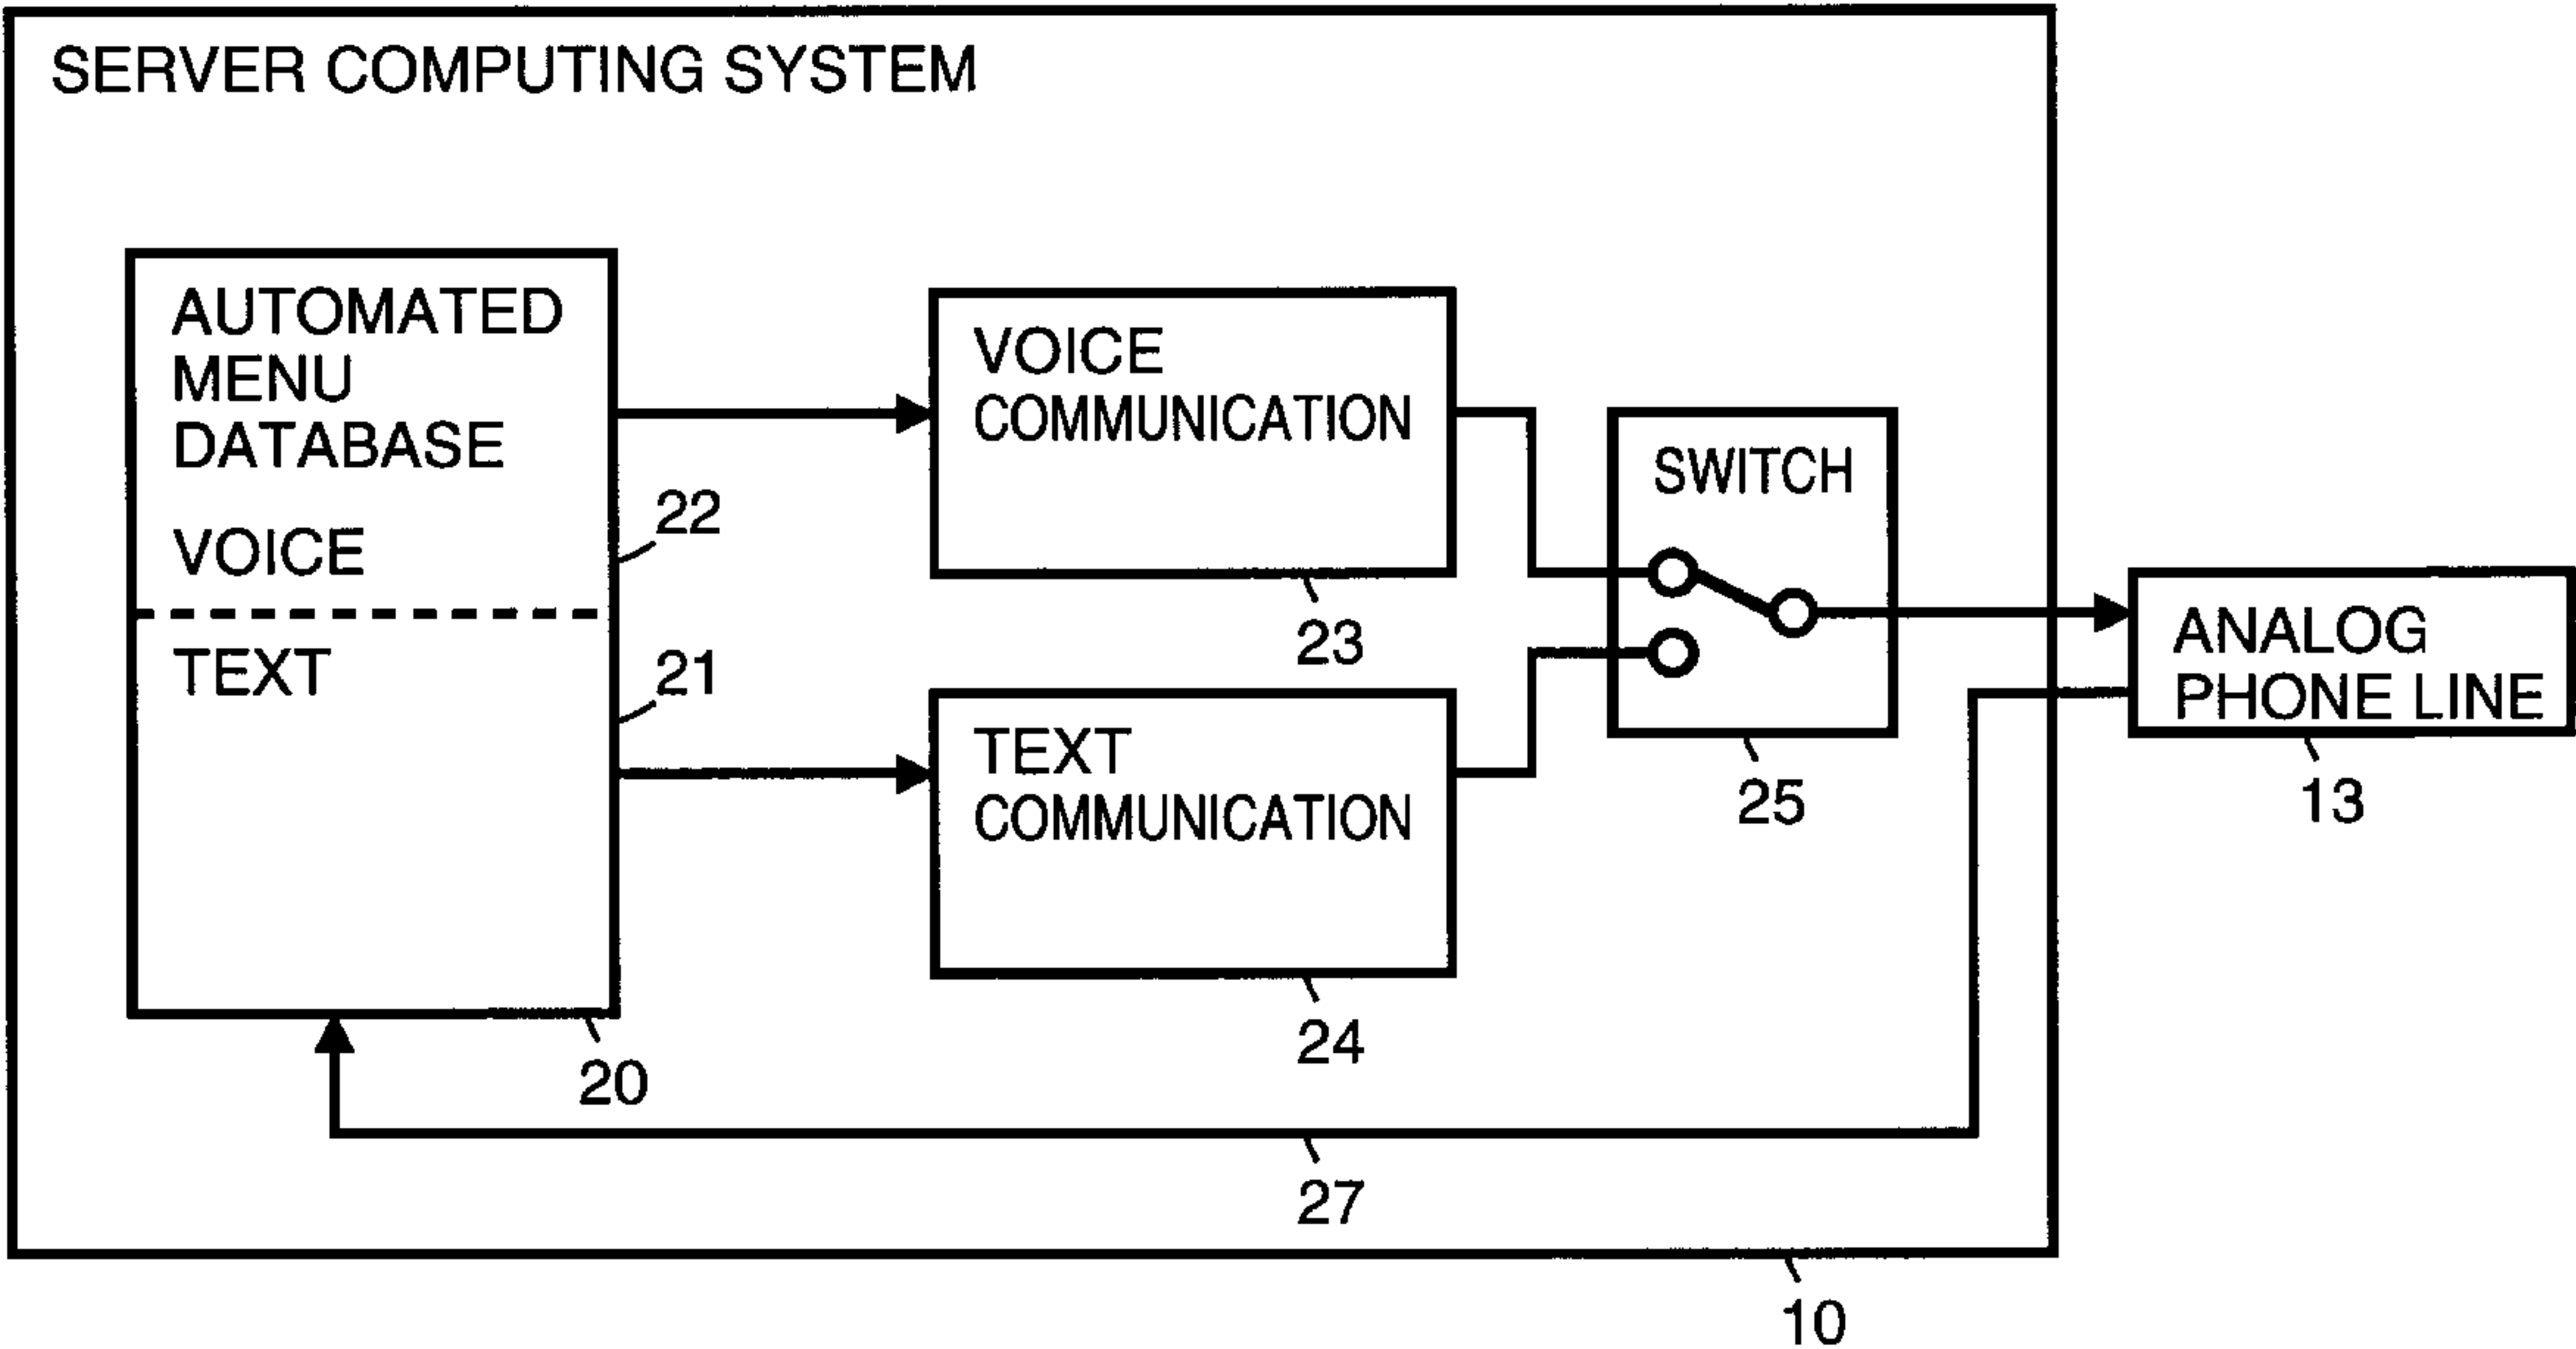 SERVER COMPUTING SYSTEM
AUTOMATED
MENU
DATABASE
VOICE
TEXT
22
21
20
VOICE
COMMUNICATION
23
TEXT
COMMUNICATION
24
SWITCH
25
ANALOG
PHONE LINE
13
27
10